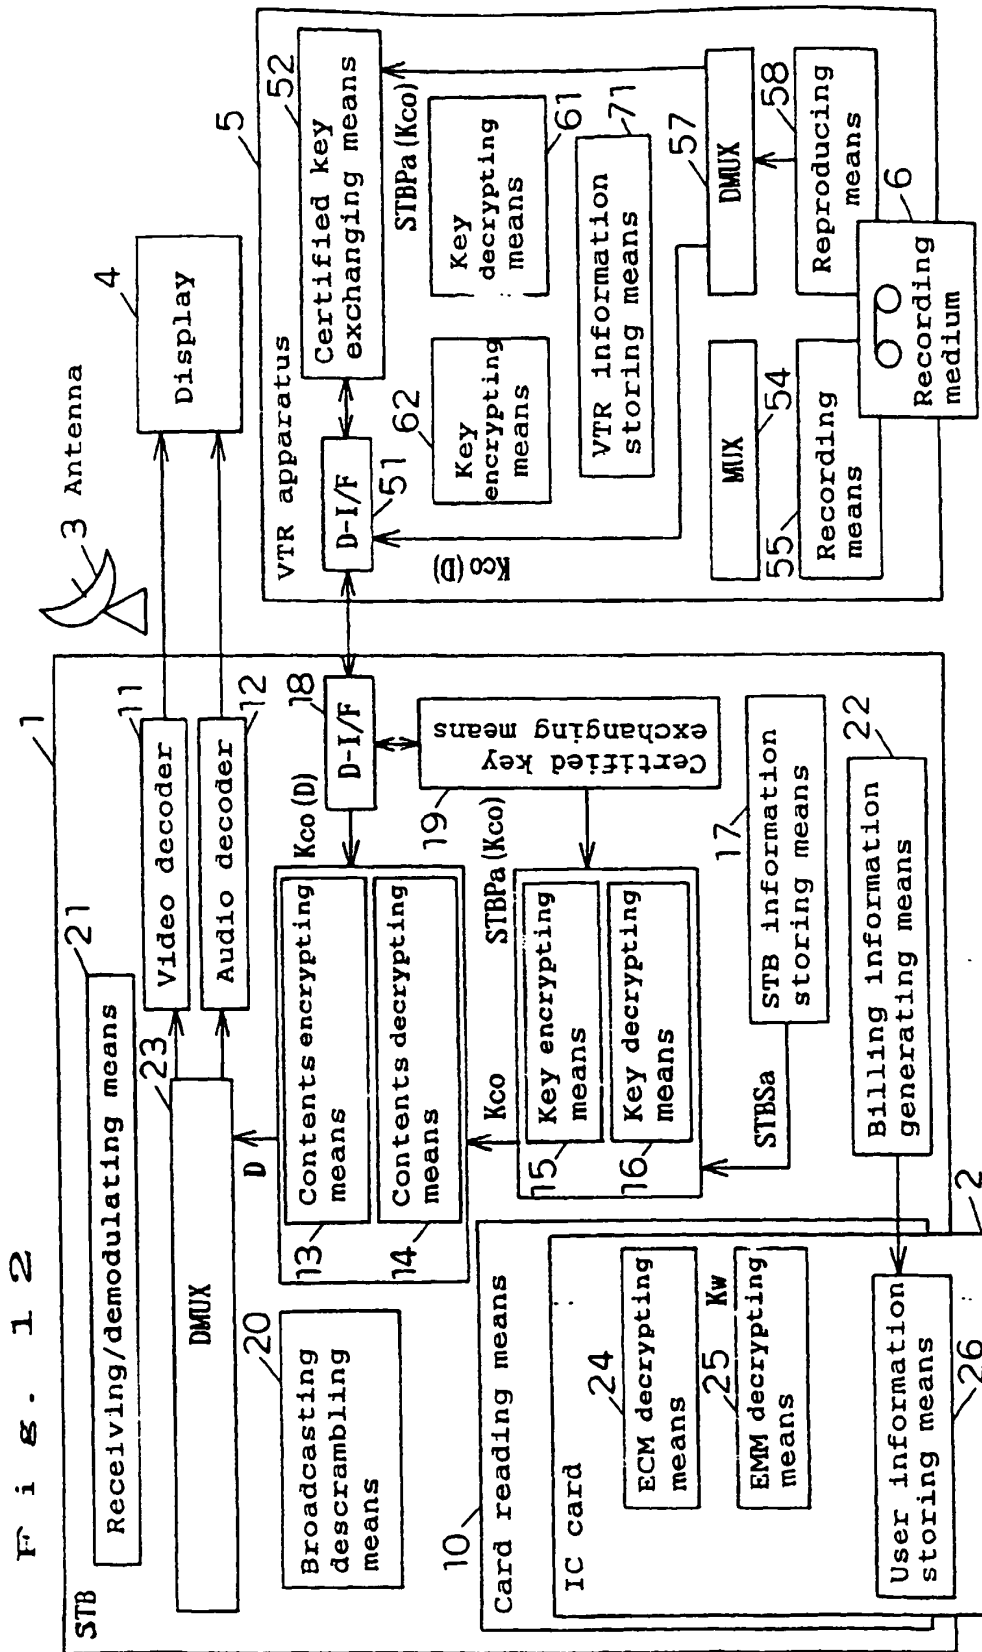 Fig. 12
1
STB
21
Receiving/demodulating means
23
DMUX
11
Video decoder
12
Audio decoder
3 Antenna
4
Display
20
Broadcasting
descrambling
means
D
13
Contents encrypting
means
14
Contents decrypting
means
Kco(D)
18
D-I/F
19
Certified key
exchanging means
Kco
STBPa(Kco)
15
Key encrypting
means
16
Key decrypting
means
STBSa
17
STB information
storing means
22
Billing information
generating means
10
Card reading means
2
IC card
24
ECM decrypting
means
25
Kw
EMM decrypting
means
26
User information
storing means
5
VTR apparatus
52
Certified key
exchanging means
D-I/F
51
STBPa(Kco)
62
Key
encrypting
means
61
Key
decrypting
means
71
VTR information
storing means
Kco(D)
MUX
54
DMUX
57
55
Recording
means
58
Reproducing
means
6
Recording
medium